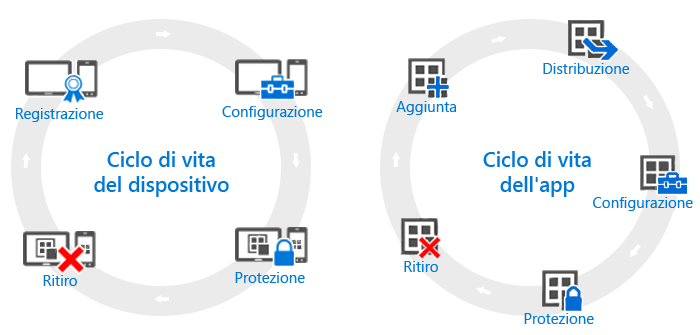 Registrazione
Configurazione
Ciclo di vita
del dispositivo
Ritiro
Protezione
Distribuzione
Aggiunta
Ciclo di vita
dell'app
Configurazione
Ritiro
Protezione